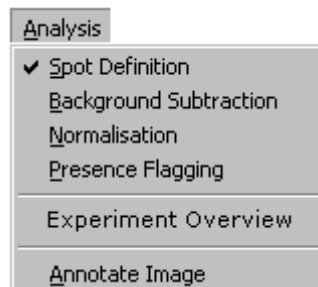 Analysis
✔ Spot Definition
Background Subtraction
Normalisation
Presence Flagging
Experiment Overview
Annotate Image